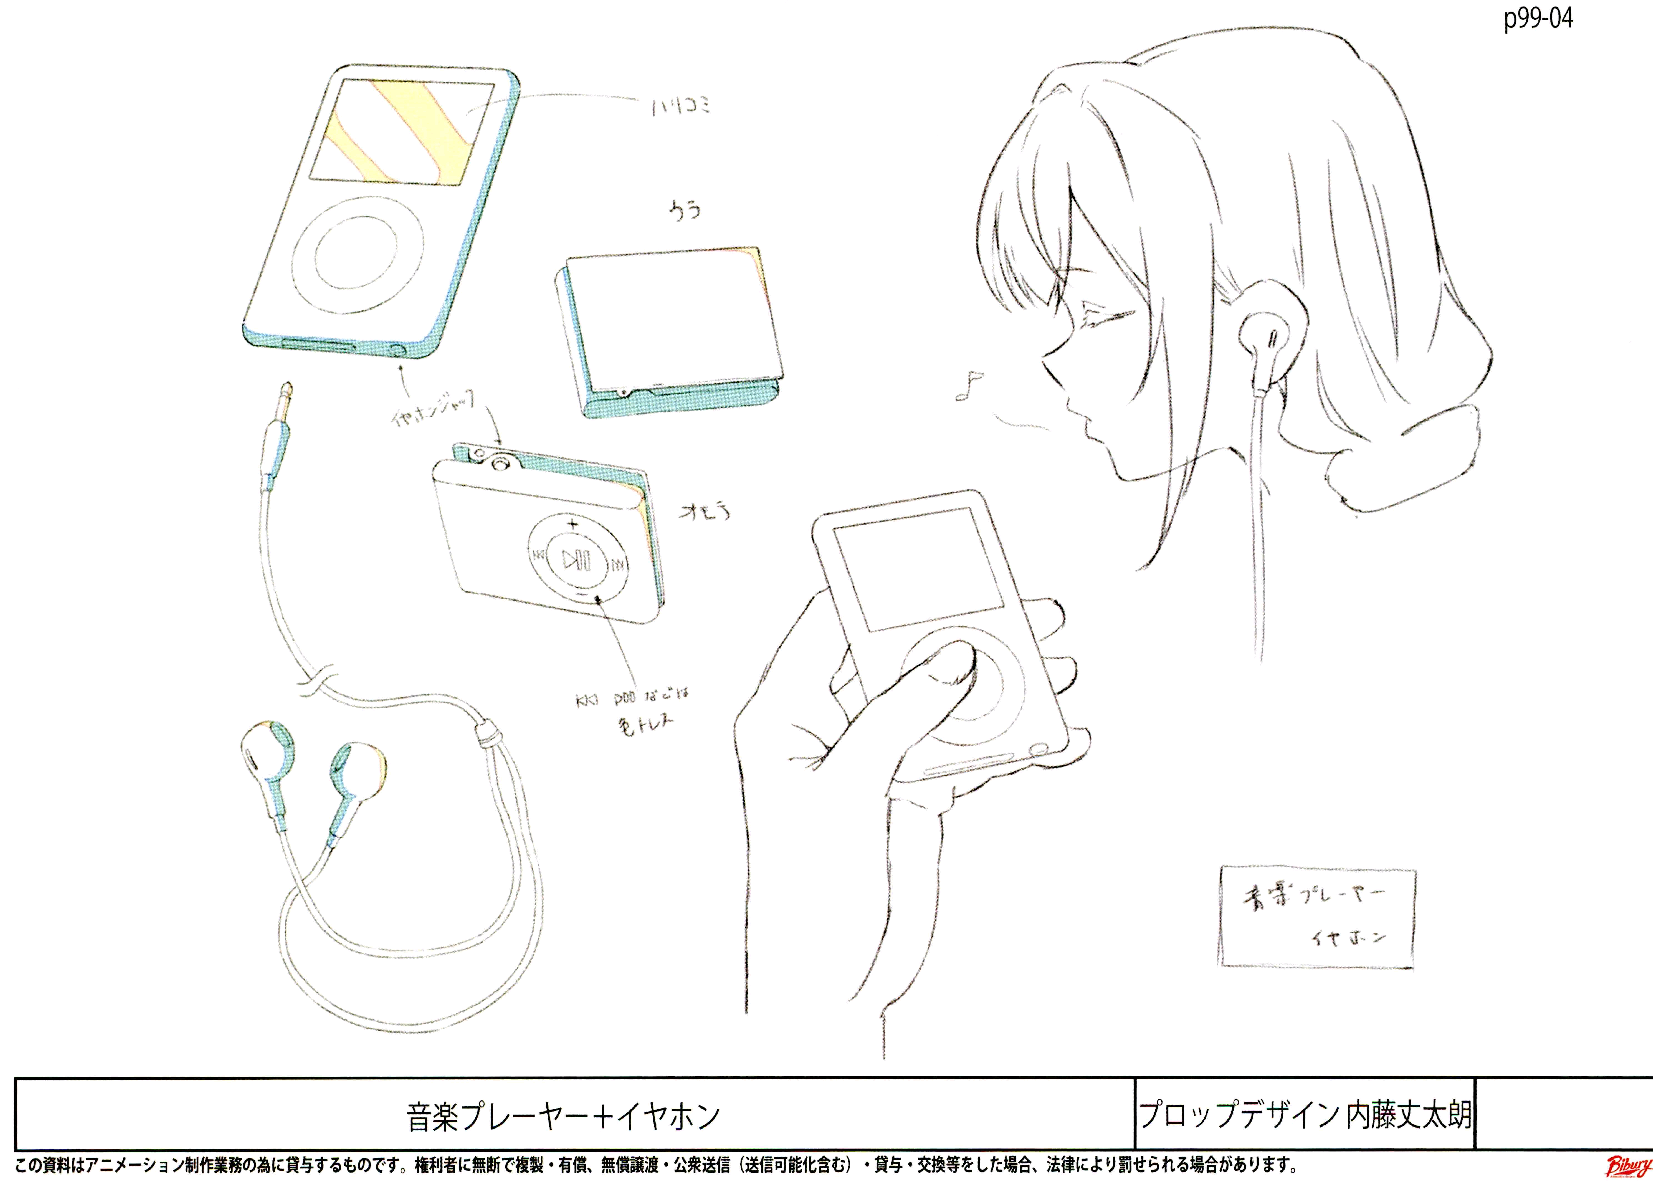 p99-04
ハリコミ
ウラ
イヤホンジャック
オモテ
+
−
などは
色トレス
音楽プレーヤー
イヤホン
音楽プレーヤー＋イヤホン
プロップデザイン 内藤丈太朗
この資料はアニメーション制作業務の為に貸与するものです。権利者に無断で複製・有償、無償譲渡・公衆送信（送信可能化含む）・貸与・交換等をした場合、法律により罰せられる場合があります。
Bibury